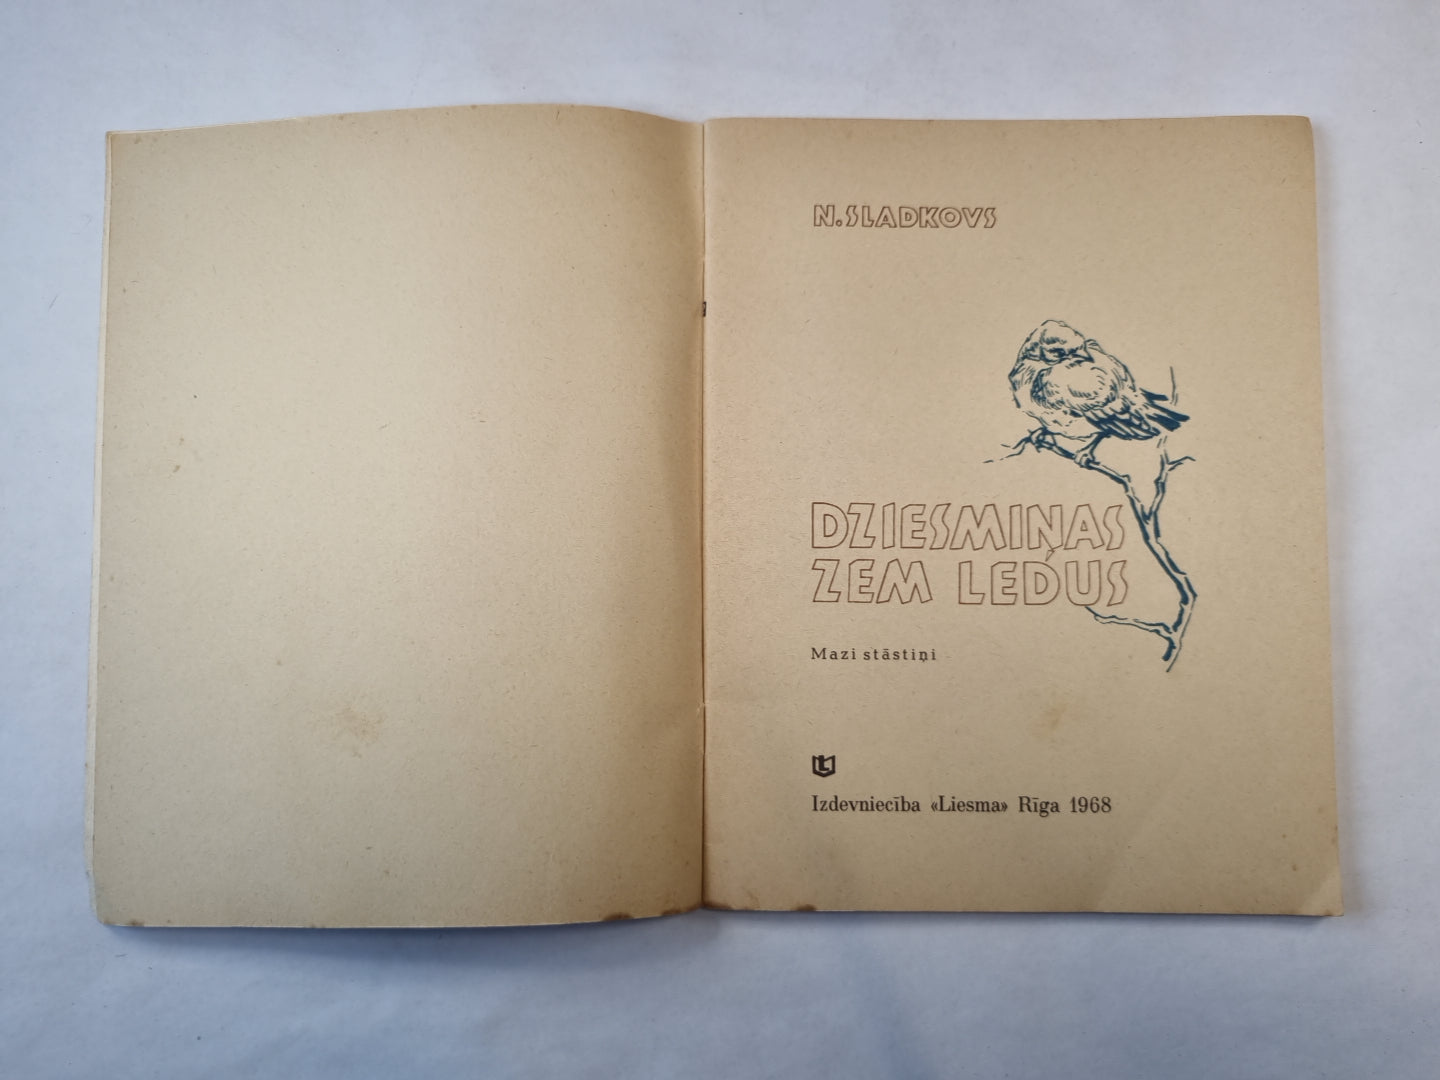 N. SLADKOVS
DZIESMIŅAS
ZEM LEDUS
Mazi stāstiņi
Izdevniecība «Liesma» Rīga 1968